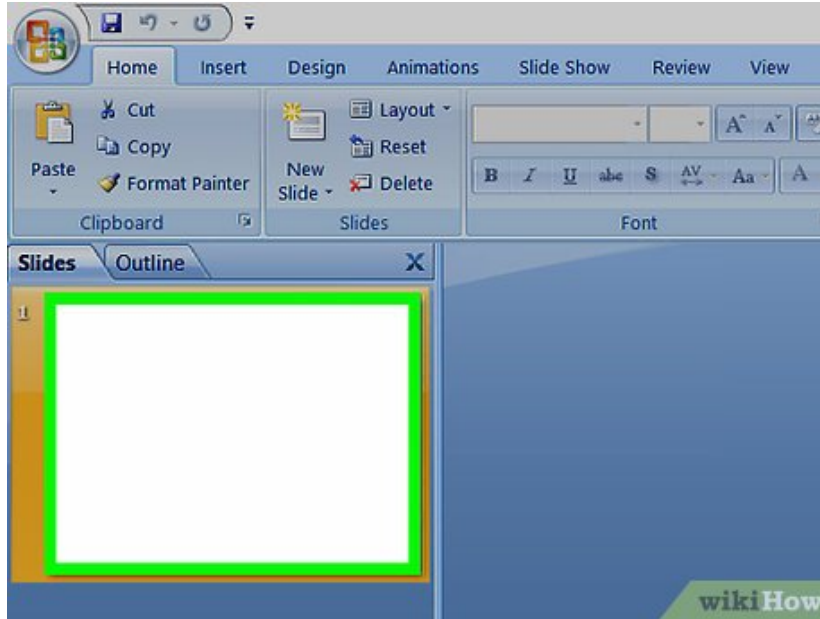 Home Insert Design Animations Slide Show Review View
Cut
Copy
Format Painter
Paste
Clipboard
New
Slide
Layout
Reset
Delete
Slides
A A
B I U abc S AV Aa A
Font
Slides Outline X
1
wikiHow